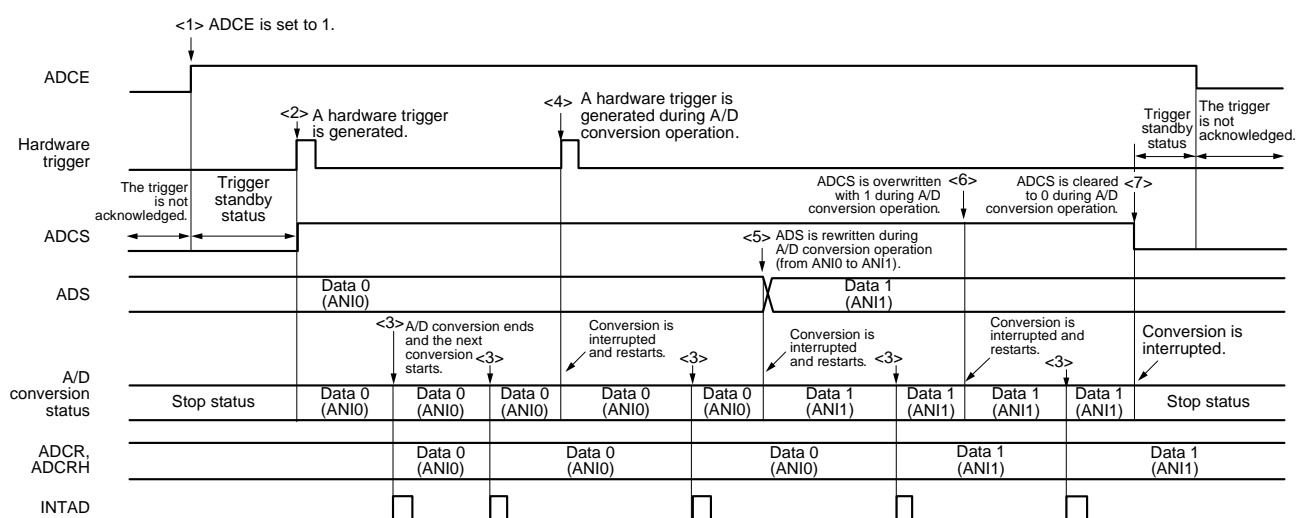 <1> ADCE is set to 1.
ADCE
<2> A hardware trigger
is generated.
<4> A hardware trigger is
generated during A/D
conversion operation.
Trigger
standby
status
The trigger
is not
acknowledged.
Hardware
trigger
The trigger
is not
acknowledged.
Trigger
standby
status
ADCS is overwritten <6>
with 1 during A/D
conversion operation.
ADCS is cleared <7>
to 0 during A/D
conversion operation.
ADCS
<5> ADS is rewritten during
A/D conversion operation
(from ANI0 to ANI1).
ADS
Data 0
(ANI0)
Data 1
(ANI1)
<3> A/D conversion ends
and the next
conversion
starts.
<3>
Conversion is
interrupted
and restarts.
<3>
Conversion is
interrupted
and restarts.
<3>
Conversion is
interrupted and
restarts.
<3>
Conversion is
interrupted.
A/D
conversion
status
Stop status
Data 0
(ANI0)
Data 0
(ANI0)
Data 0
(ANI0)
Data 0
(ANI0)
Data 0
(ANI0)
Data 1
(ANI1)
Data 1
(ANI1)
Data 1
(ANI1)
Data 1
(ANI1)
Stop status
ADCR,
ADCRH
Data 0
(ANI0)
Data 0
(ANI0)
Data 0
(ANI0)
Data 1
(ANI1)
Data 1
(ANI1)
INTAD